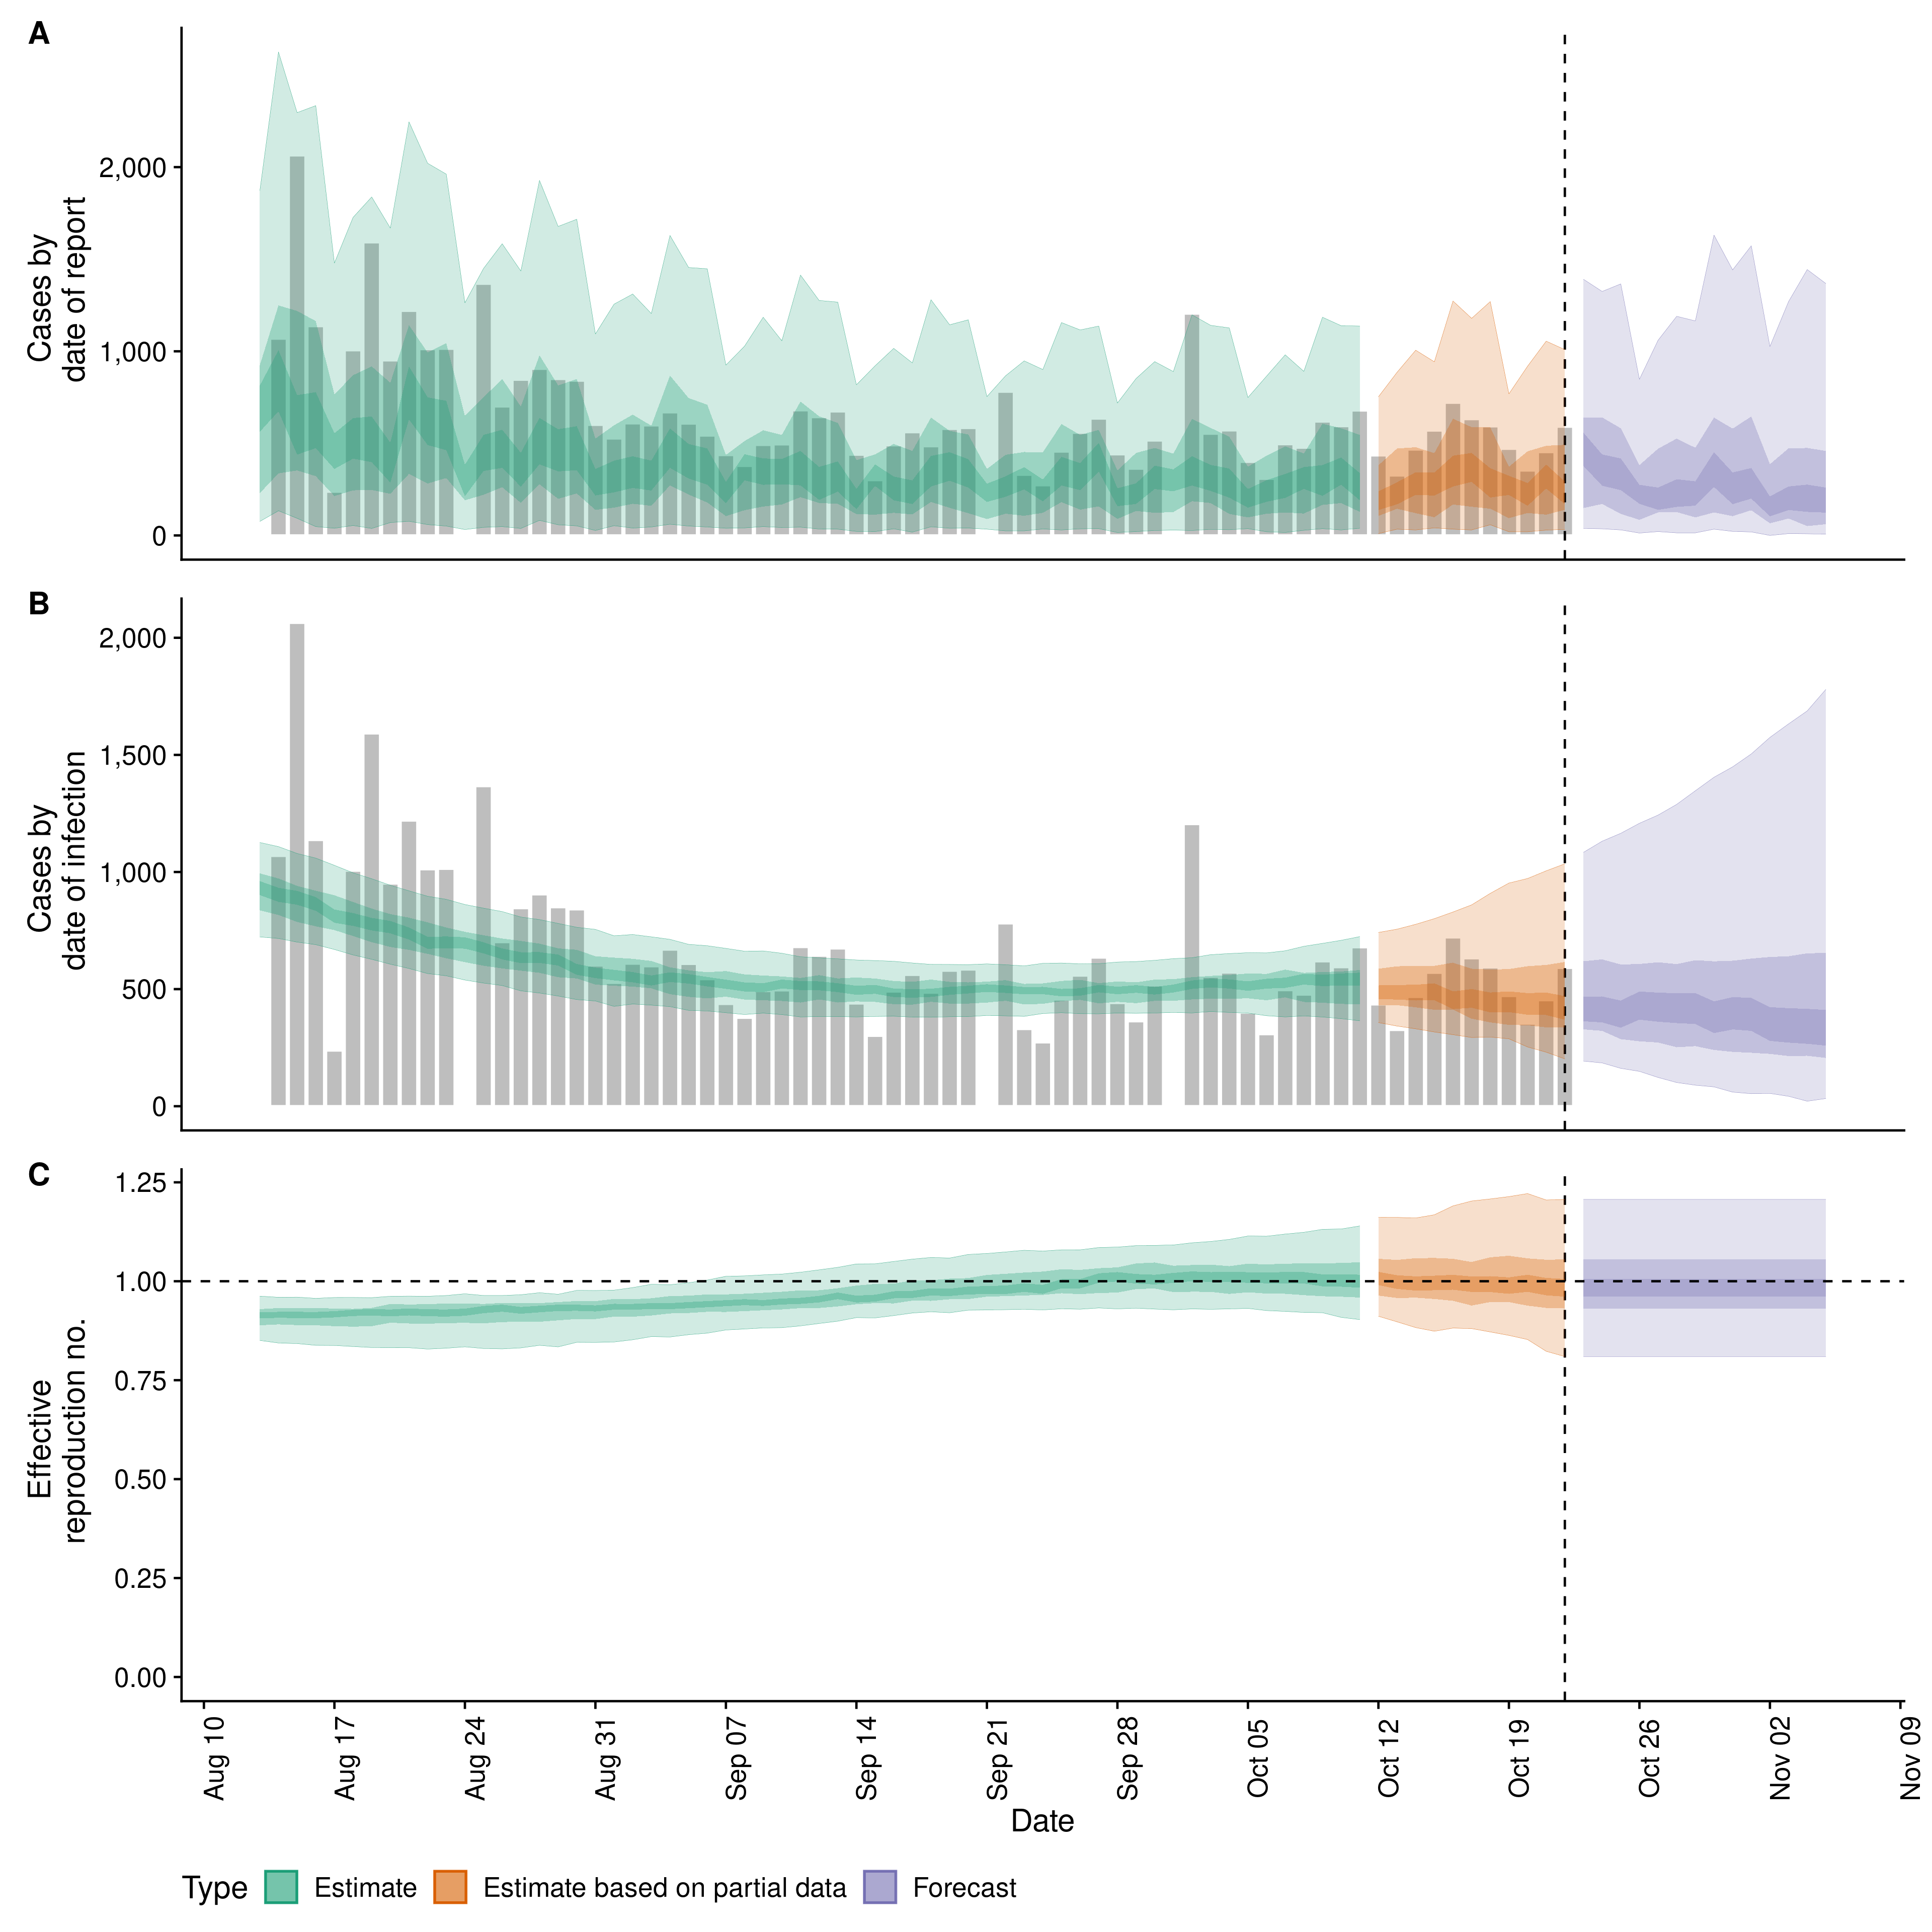 A
Cases by
date of report
2,000
1,000
0
B
Cases by
date of infection
2,000
1,500
1,000
500
0
C
Effective
reproduction no.
1.25
1.00
0.75
0.50
0.25
0.00
Aug 10
Aug 17
Aug 24
Aug 31
Sep 07
Sep 14
Sep 21
Sep 28
Oct 05
Oct 12
Oct 19
Oct 26
Nov 02
Nov 09
Date
Type Estimate Estimate based on partial data Forecast